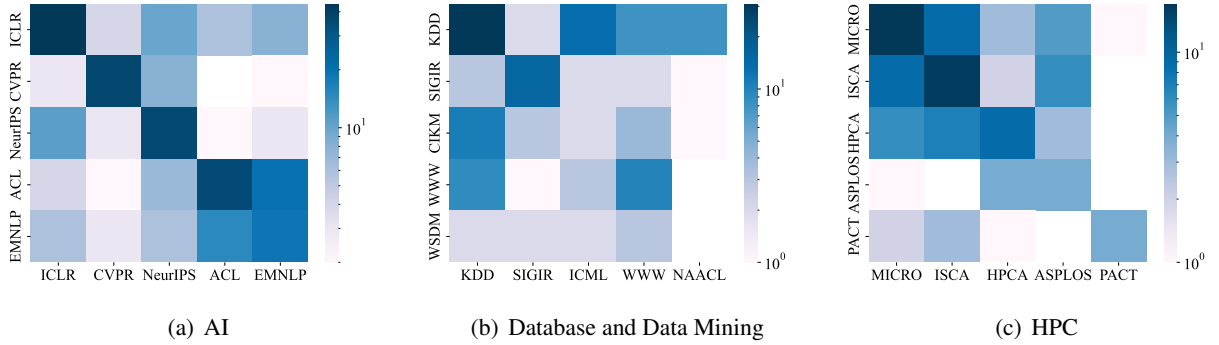 ICLR
CVPR
NeurIPS
ACL
EMNLP
ICLR CVPR NeurIPS ACL EMNLP
10^1
(a) AI
KDD
SIGIR
CIKM
WWW
WSDM
KDD SIGIR ICML WWW NAACL
10^1
10^0
(b) Database and Data Mining
MICRO
ISCA
HPCA
ASPLOS
PACT
MICRO ISCA HPCA ASPLOS PACT
10^1
10^0
(c) HPC